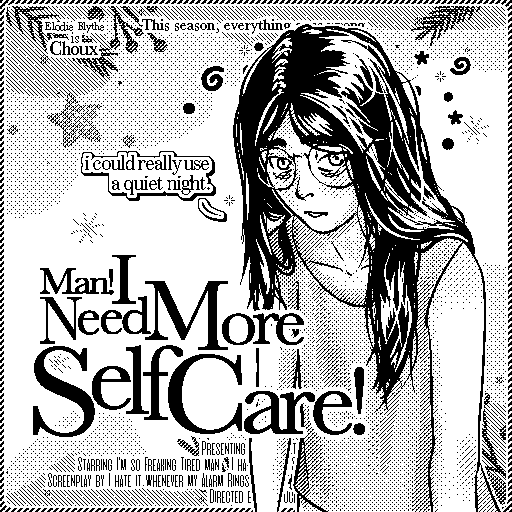 Elodie Blythe
is
Choux
This season, everything
i could really use
a quiet night!
Man! I
Need More
Self Care!
Presenting
Starring I'm so Freaking Tired man
Screenplay by I hate it whenever my Alarm Rings
Directed